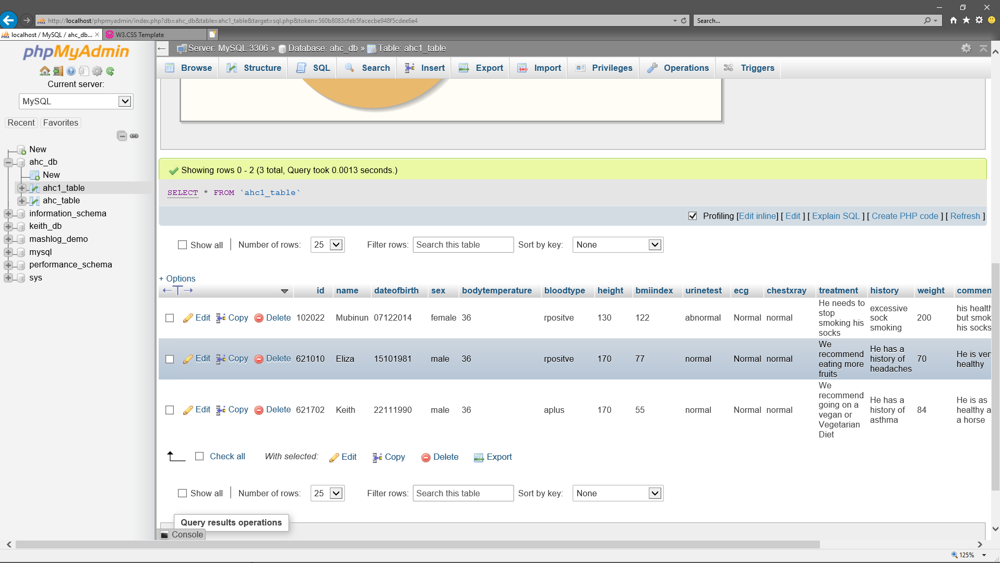 http://localhost/phpmyadmin/index.php?db=ahc_db&table=ahc1_table&target=sql.php&token=560b8083cfeb5facecbe948f5cdee6e4
Search...
localhost / MySQL / ahc_db...
W3.CSS Template
phpMyAdmin
Current server:
MySQL
Recent
Favorites
New
ahc_db
New
ahc1_table
ahc_table
information_schema
keith_db
mashlog_demo
mysql
performance_schema
sys
Server: MySQL:3306 » Database: ahc_db » Table: ahc1_table
Browse Structure SQL Search Insert Export Import Privileges Operations Triggers
Showing rows 0 - 2 (3 total, Query took 0.0013 seconds.)
SELECT * FROM `ahc1_table`
Profiling [Edit inline] [ Edit ] [ Explain SQL ] [ Create PHP code ] [ Refresh ]
Show all | Number of rows: 25 Filter rows: Search this table Sort by key: None
+ Options
←T→ id name dateofbirth sex bodytemperature bloodtype height bmiindex urinetest ecg chestxray treatment history weight commen
Edit Copy Delete 102022 Mubinun 07122014 female 36 rpositve 130 122 abnormal Normal normal
He needs to
stop
smoking his
socks
excessive
sock
smoking
200
his health
but smok
his socks
Edit Copy Delete 621010 Eliza 15101981 male 36 rpositve 170 77 normal Normal normal
We
recommend
eating more
fruits
He has a
history of
headaches
70
He is very
healthy
Edit Copy Delete 621702 Keith 22111990 male 36 aplus 170 55 normal Normal normal
We
recommend
going on a
vegan or
Vegetarian
Diet
He has a
history of
asthma
84
He is as
healthy a
a horse
Check all With selected: Edit Copy Delete Export
Show all | Number of rows: 25 Filter rows: Search this table Sort by key: None
Query results operations
Console
125%